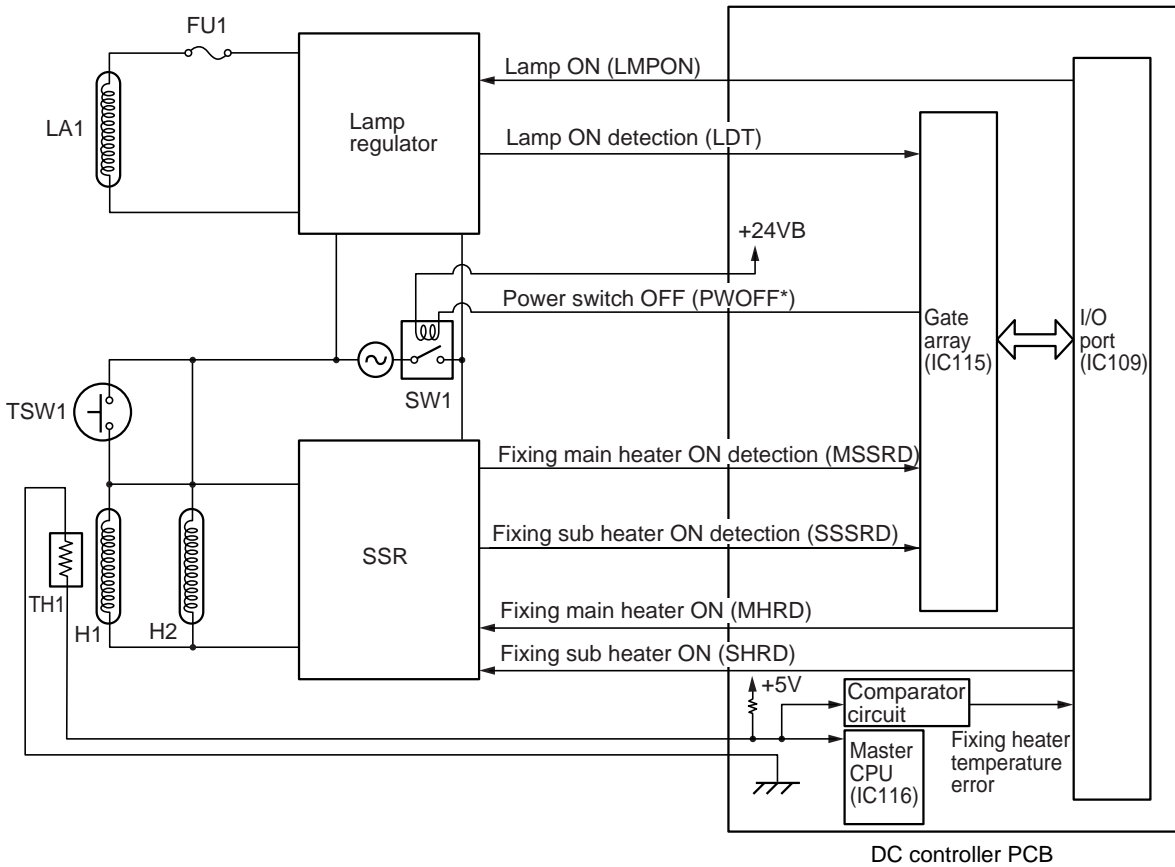 FU1
Lamp ON (LMPON)
LA1
Lamp
regulator
Lamp ON detection (LDT)
+24VB
Power switch OFF (PWOFF*)
Gate
array
(IC115)
I/O
port
(IC109)
SW1
TSW1
Fixing main heater ON detection (MSSRD)
Fixing sub heater ON detection (SSSRD)
SSR
TH1
H1
H2
Fixing main heater ON (MHRD)
Fixing sub heater ON (SHRD)
+5V
Comparator
circuit
Master
CPU
(IC116)
Fixing heater
temperature
error
DC controller PCB